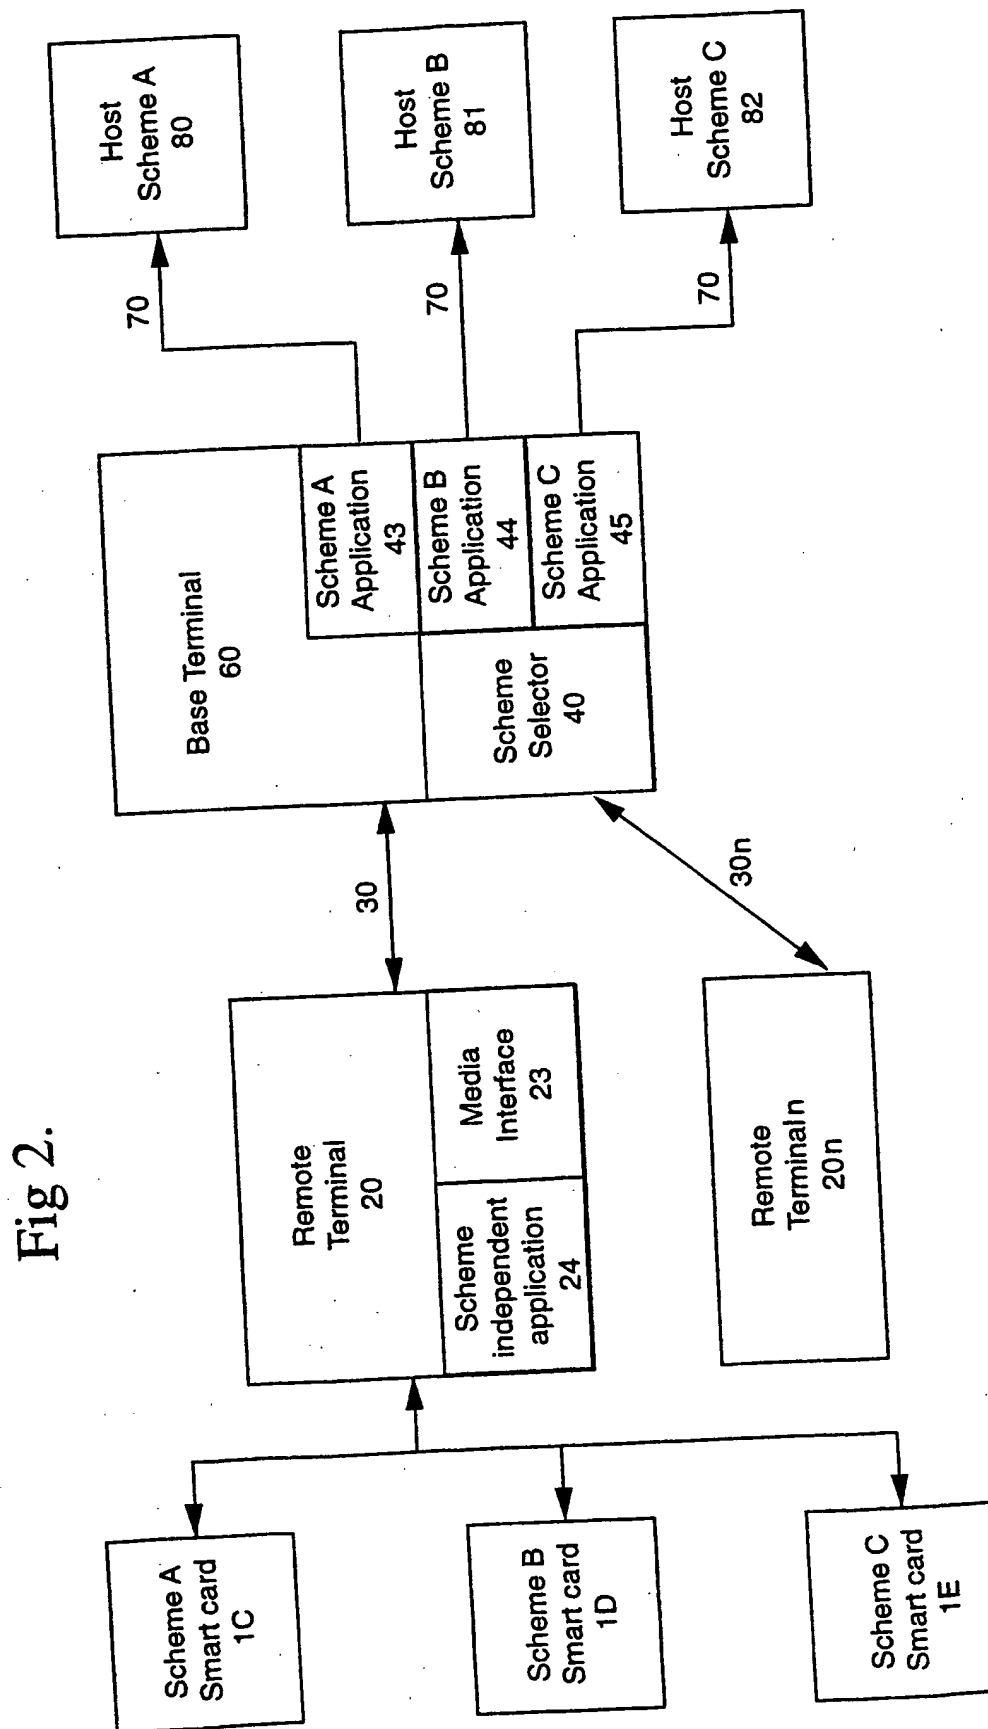 Fig 2.
Scheme A
Smart card
1C
Scheme B
Smart card
1D
Scheme C
Smart card
1E
Remote
Terminal
20
Scheme
independent
application
24
Media
Interface
23
Remote
Terminaln
20n
30
30n
Base Terminal
60
Scheme
Selector
40
Scheme A
Application
43
Scheme B
Application
44
Scheme C
Application
45
70
70
70
Host
Scheme A
80
Host
Scheme B
81
Host
Scheme C
82